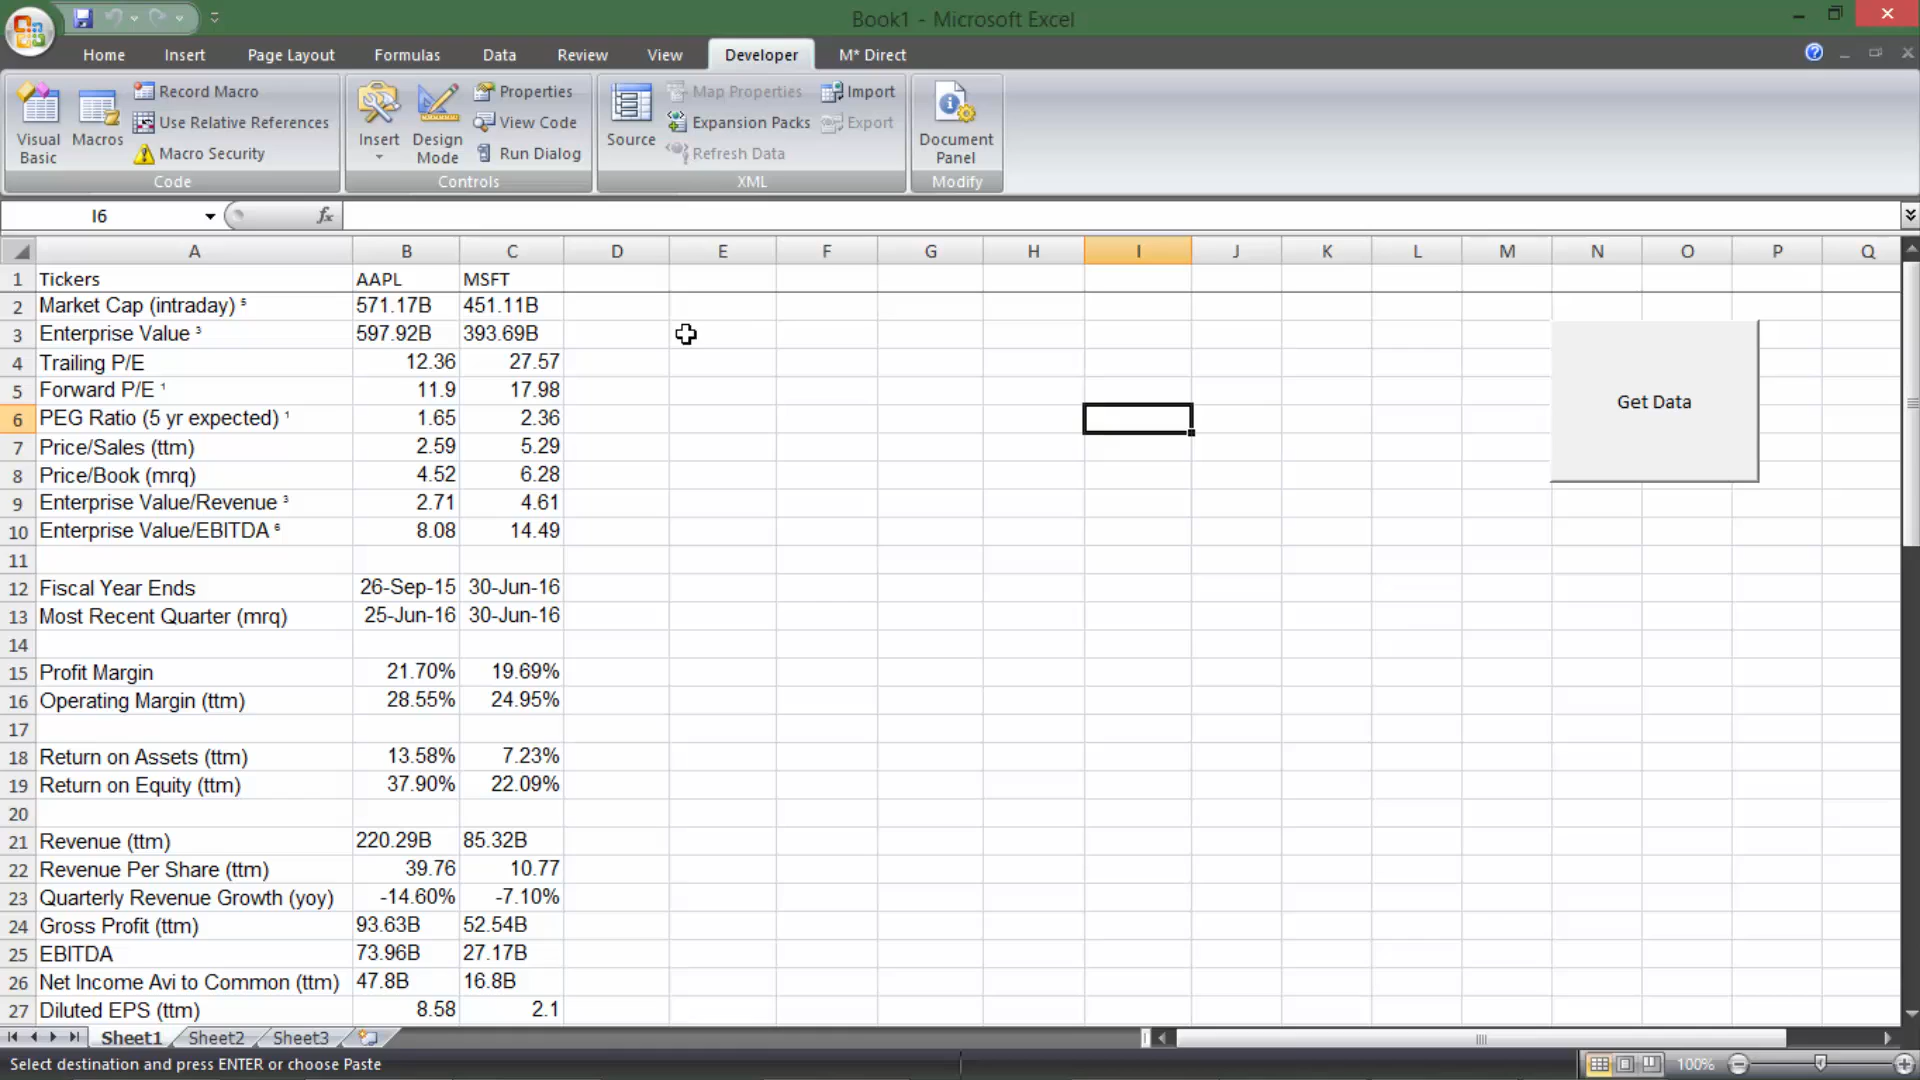 Book1 - Microsoft Excel
Home Insert Page Layout Formulas Data Review View Developer M* Direct
Visual Basic Macros Record Macro Use Relative References Macro Security Code
Insert Design Mode Properties View Code Run Dialog Controls
Source Map Properties Expansion Packs Refresh Data Import Export XML
Document Panel Modify
I6 fx
A B C D E F G H I J K L M N O P Q
1 Tickers AAPL MSFT
2 Market Cap (intraday) ⁵ 571.17B 451.11B
3 Enterprise Value ³ 597.92B 393.69B
4 Trailing P/E 12.36 27.57
5 Forward P/E ¹ 11.9 17.98
Get Data
6 PEG Ratio (5 yr expected) ¹ 1.65 2.36
7 Price/Sales (ttm) 2.59 5.29
8 Price/Book (mrq) 4.52 6.28
9 Enterprise Value/Revenue ³ 2.71 4.61
10 Enterprise Value/EBITDA ⁶ 8.08 14.49
11
12 Fiscal Year Ends 26-Sep-15 30-Jun-16
13 Most Recent Quarter (mrq) 25-Jun-16 30-Jun-16
14
15 Profit Margin 21.70% 19.69%
16 Operating Margin (ttm) 28.55% 24.95%
17
18 Return on Assets (ttm) 13.58% 7.23%
19 Return on Equity (ttm) 37.90% 22.09%
20
21 Revenue (ttm) 220.29B 85.32B
22 Revenue Per Share (ttm) 39.76 10.77
23 Quarterly Revenue Growth (yoy) -14.60% -7.10%
24 Gross Profit (ttm) 93.63B 52.54B
25 EBITDA 73.96B 27.17B
26 Net Income Avi to Common (ttm) 47.8B 16.8B
27 Diluted EPS (ttm) 8.58 2.1
Sheet1 Sheet2 Sheet3
Select destination and press ENTER or choose Paste 100%